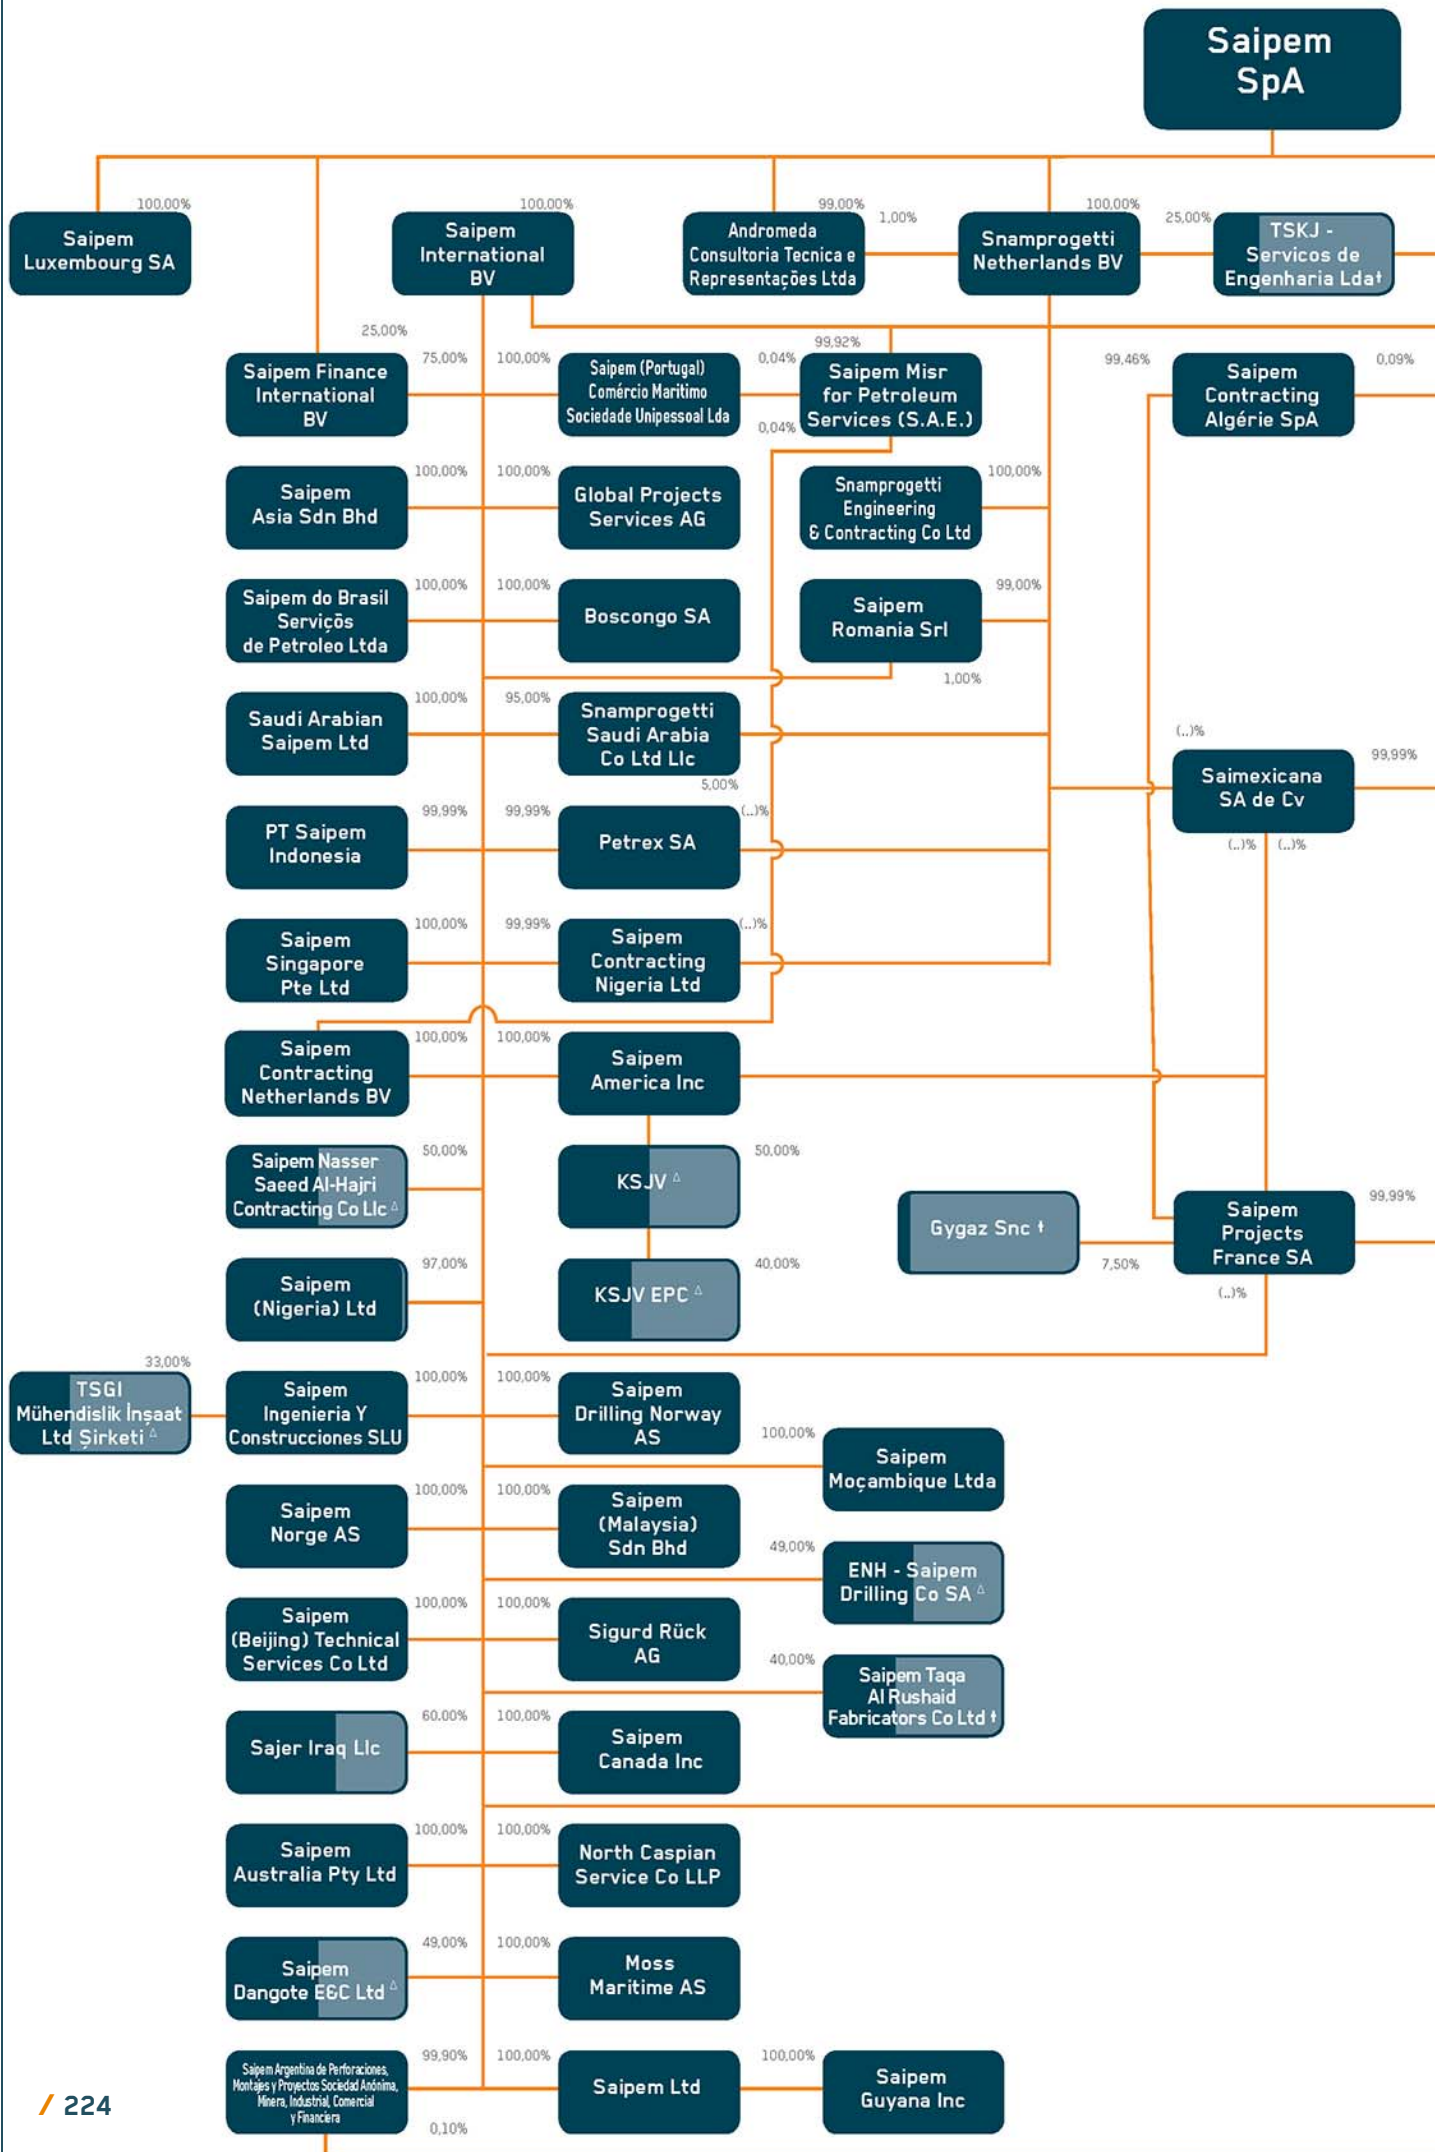 Saipem
SpA
100,00%
Saipem
Luxembourg SA
100,00%
Saipem
International
BV
99,00%
Andromeda
Consultoria Tecnica e
Representações Ltda
1,00%
100,00%
Snamprogetti
Netherlands BV
25,00%
TSKJ -
Servicos de
Engenharia Lda†
25,00%
Saipem Finance
International
BV
75,00%
100,00%
Saipem (Portugal)
Comércio Maritimo
Sociedade Unipessoal Lda
0,04%
99,92%
Saipem Misr
for Petroleum
Services (S.A.E.)
0,04%
99,46%
Saipem
Contracting
Algérie SpA
0,09%
Saipem
Asia Sdn Bhd
100,00%
100,00%
Global Projects
Services AG
Snamprogetti
Engineering
& Contracting Co Ltd
100,00%
Saipem do Brasil
Serviçõs
de Petroleo Ltda
100,00%
100,00%
Boscongo SA
Saipem
Romania Srl
99,00%
1,00%
Saudi Arabian
Saipem Ltd
100,00%
95,00%
Snamprogetti
Saudi Arabia
Co Ltd Llc
5,00%
(..)%
Saimexicana
SA de Cv
99,99%
(..)%
(..)%
PT Saipem
Indonesia
99,99%
99,99%
Petrex SA
(..)%
Saipem
Singapore
Pte Ltd
100,00%
99,99%
Saipem
Contracting
Nigeria Ltd
(..)%
Saipem
Contracting
Netherlands BV
100,00%
100,00%
Saipem
America Inc
Saipem Nasser
Saeed Al-Hajri
Contracting Co Llc △
50,00%
KSJV △
50,00%
Gygaz Snc †
7,50%
Saipem
Projects
France SA
99,99%
(..)%
Saipem
(Nigeria) Ltd
97,00%
KSJV EPC △
40,00%
33,00%
TSGI
Mühendislik İnşaat
Ltd Şirketi △
Saipem
Ingenieria Y
Construcciones SLU
100,00%
100,00%
Saipem
Drilling Norway
AS
100,00%
Saipem
Moçambique Ltda
Saipem
Norge AS
100,00%
100,00%
Saipem
(Malaysia)
Sdn Bhd
49,00%
ENH - Saipem
Drilling Co SA △
Saipem
(Beijing) Technical
Services Co Ltd
100,00%
100,00%
Sigurd Rück
AG
40,00%
Saipem Taqa
Al Rushaid
Fabricators Co Ltd †
Sajer Iraq Llc
60.00%
100,00%
Saipem
Canada Inc
Saipem
Australia Pty Ltd
100,00%
100,00%
North Caspian
Service Co LLP
Saipem
Dangote E&C Ltd △
49,00%
100,00%
Moss
Maritime AS
Saipem Argentina de Perforaciones,
Montajes y Proyectos Sociedad Anónima,
Minera, Industrial, Comercial
y Financiera
99,90%
0,10%
100,00%
Saipem Ltd
100,00%
Saipem
Guyana Inc
/ 224